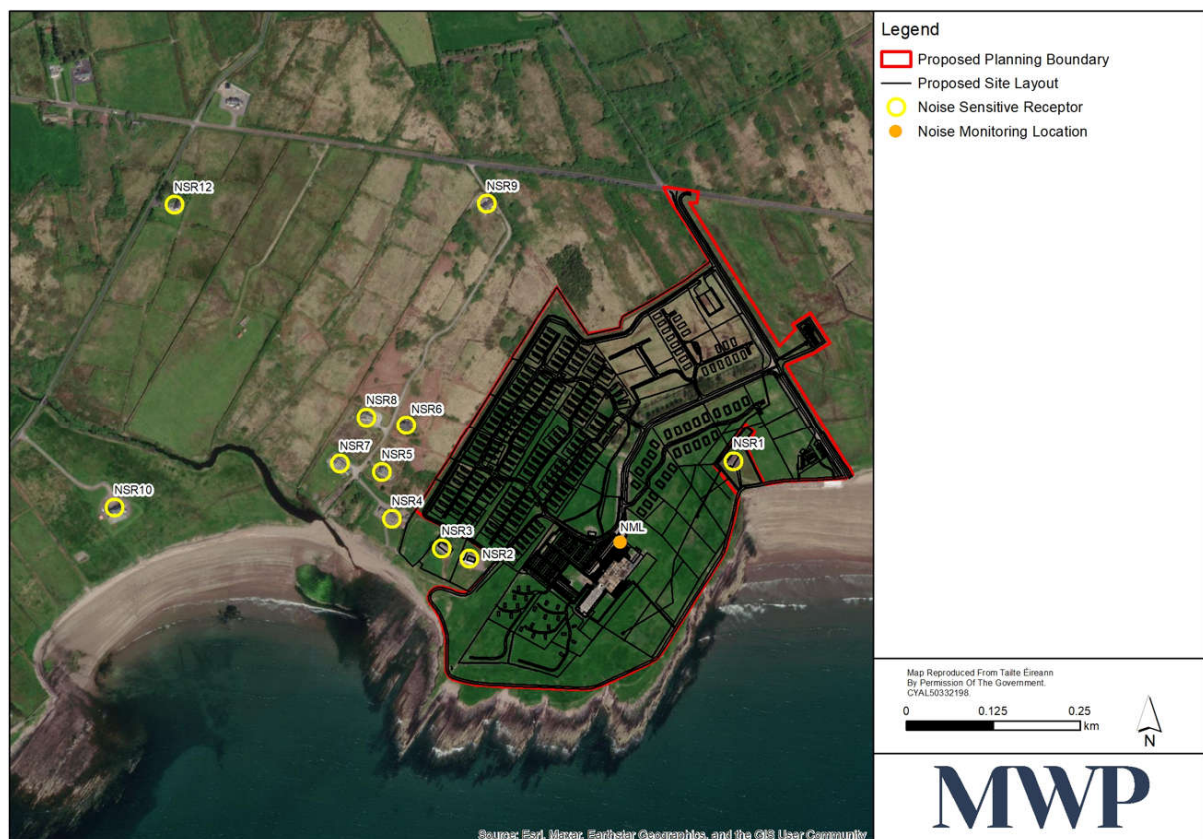 Legend
Proposed Planning Boundary
Proposed Site Layout
Noise Sensitive Receptor
Noise Monitoring Location
NSR12
NSR9
NSR8
NSR6
NSR7
NSR5
NSR1
NSR10
NSR4
NML
NSR3
NSR2
Map Reproduced From Tailte Éireann
By Permission Of The Government.
CYAL50332198.
0 0.125 0.25
km
N
MWP
Source: Esri, Maxar, Earthstar Geographics, and the GIS User Community